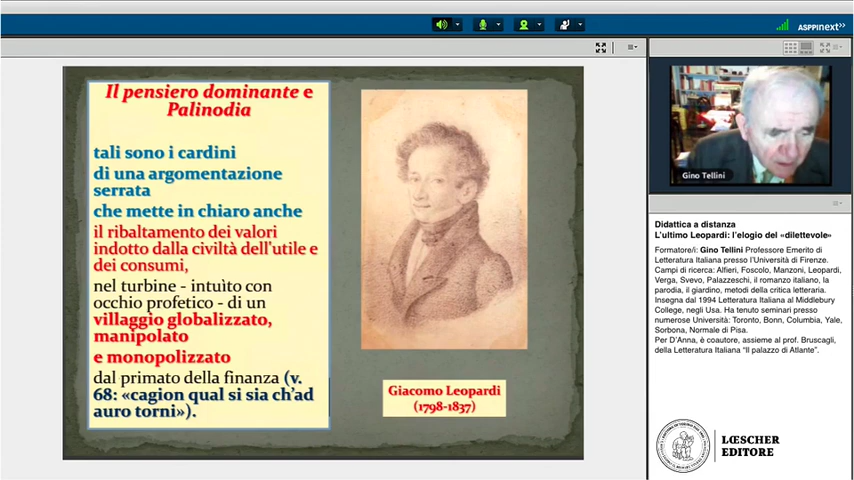 ASPPInext>>
Il pensiero dominante e
Palinodia
tali sono i cardini
di una argomentazione
serrata
che mette in chiaro anche
il ribaltamento dei valori
indotto dalla civiltà dell'utile e
dei consumi,
nel turbine - intuìto con
occhio profetico - di un
villaggio globalizzato,
manipolato
e monopolizzato
dal primato della finanza (v.
68: «cagion qual si sia ch'ad
auro torni»).
Giacomo Leopardi
(1798-1837)
Gino Tellini
Didattica a distanza
L'ultimo Leopardi: l'elogio del «dilettevole»
Formatore/i: Gino Tellini Professore Emerito di
Letteratura Italiana presso l'Università di Firenze.
Campi di ricerca: Alfieri, Foscolo, Manzoni, Leopardi,
Verga, Svevo, Palazzeschi, il romanzo italiano, la
parodia, il giardino, metodi della critica letteraria.
Insegna dal 1994 Letteratura Italiana al Middlebury
College, negli Usa. Ha tenuto seminari presso
numerose Università: Toronto, Bonn, Columbia, Yale,
Sorbona, Normale di Pisa.
Per D'Anna, è coautore, assieme al prof. Bruscagli,
della Letteratura Italiana "Il palazzo di Atlante".
LŒSCHER
EDITORE